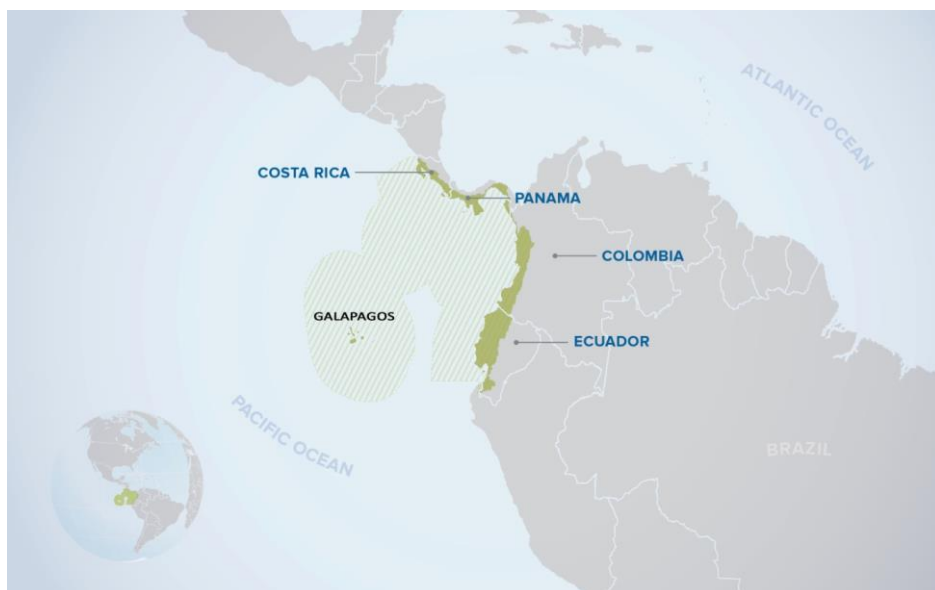 ATLANTIC OCEAN
COSTA RICA
PANAMA
COLOMBIA
GALAPAGOS
ECUADOR
PACIFIC OCEAN
BRAZIL